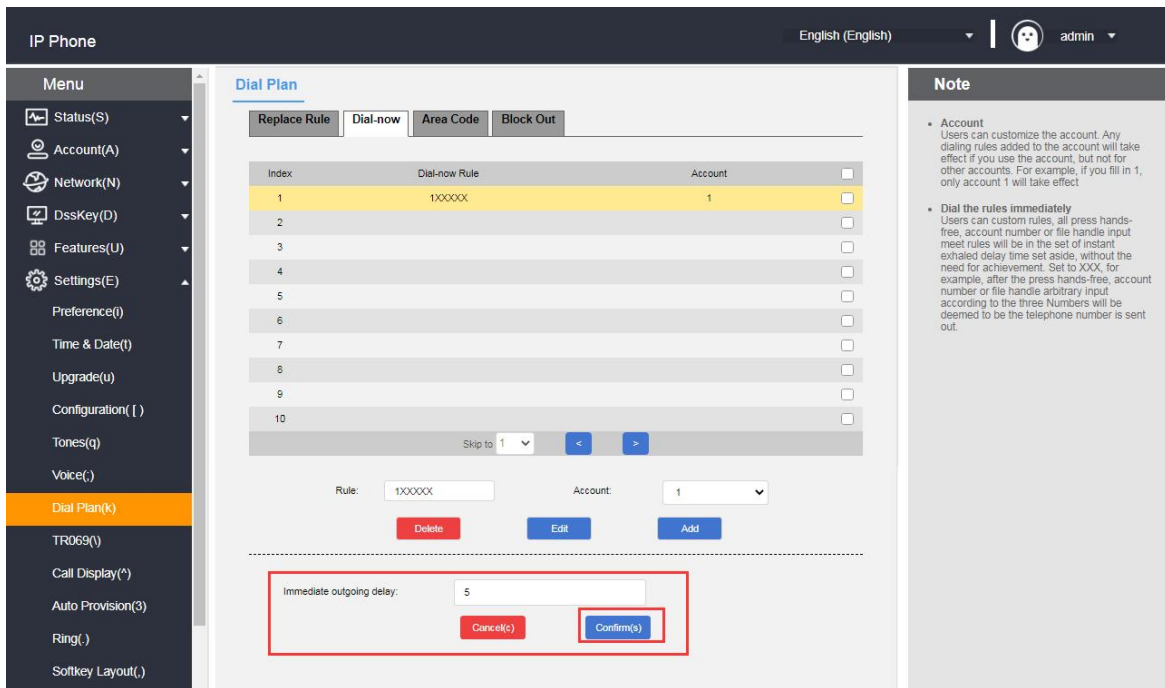 IP Phone
English (English)
admin
Menu
Status(S)
Account(A)
Network(N)
DssKey(D)
Features(U)
Settings(E)
Preference(i)
Time & Date(t)
Upgrade(u)
Configuration( [ )
Tones(q)
Voice(;)
Dial Plan(k)
TR069(\)
Call Display(^)
Auto Provision(3)
Ring(.)
Softkey Layout(,)
Dial Plan
Replace Rule Dial-now Area Code Block Out
Index Dial-now Rule Account
1 1XXXXX 1
2
3
4
5
6
7
8
9
10
Skip to 1 < >
Rule: 1XXXXX Account: 1
Delete Edit Add
Immediate outgoing delay: 5
Cancel(c) Confirm(s)
Note
Account
Users can customize the account. Any
dialing rules added to the account will take
effect if you use the account, but not for
other accounts. For example, if you fill in 1,
only account 1 will take effect
Dial the rules immediately
Users can custom rules, all press hands-
free, account number or file handle input
meet rules will be in the set of instant
exhaled delay time set aside, without the
need for achievement. Set to XXX, for
example, after the press hands-free, account
number or file handle arbitrary input
according to the three Numbers will be
deemed to be the telephone number is sent
out.